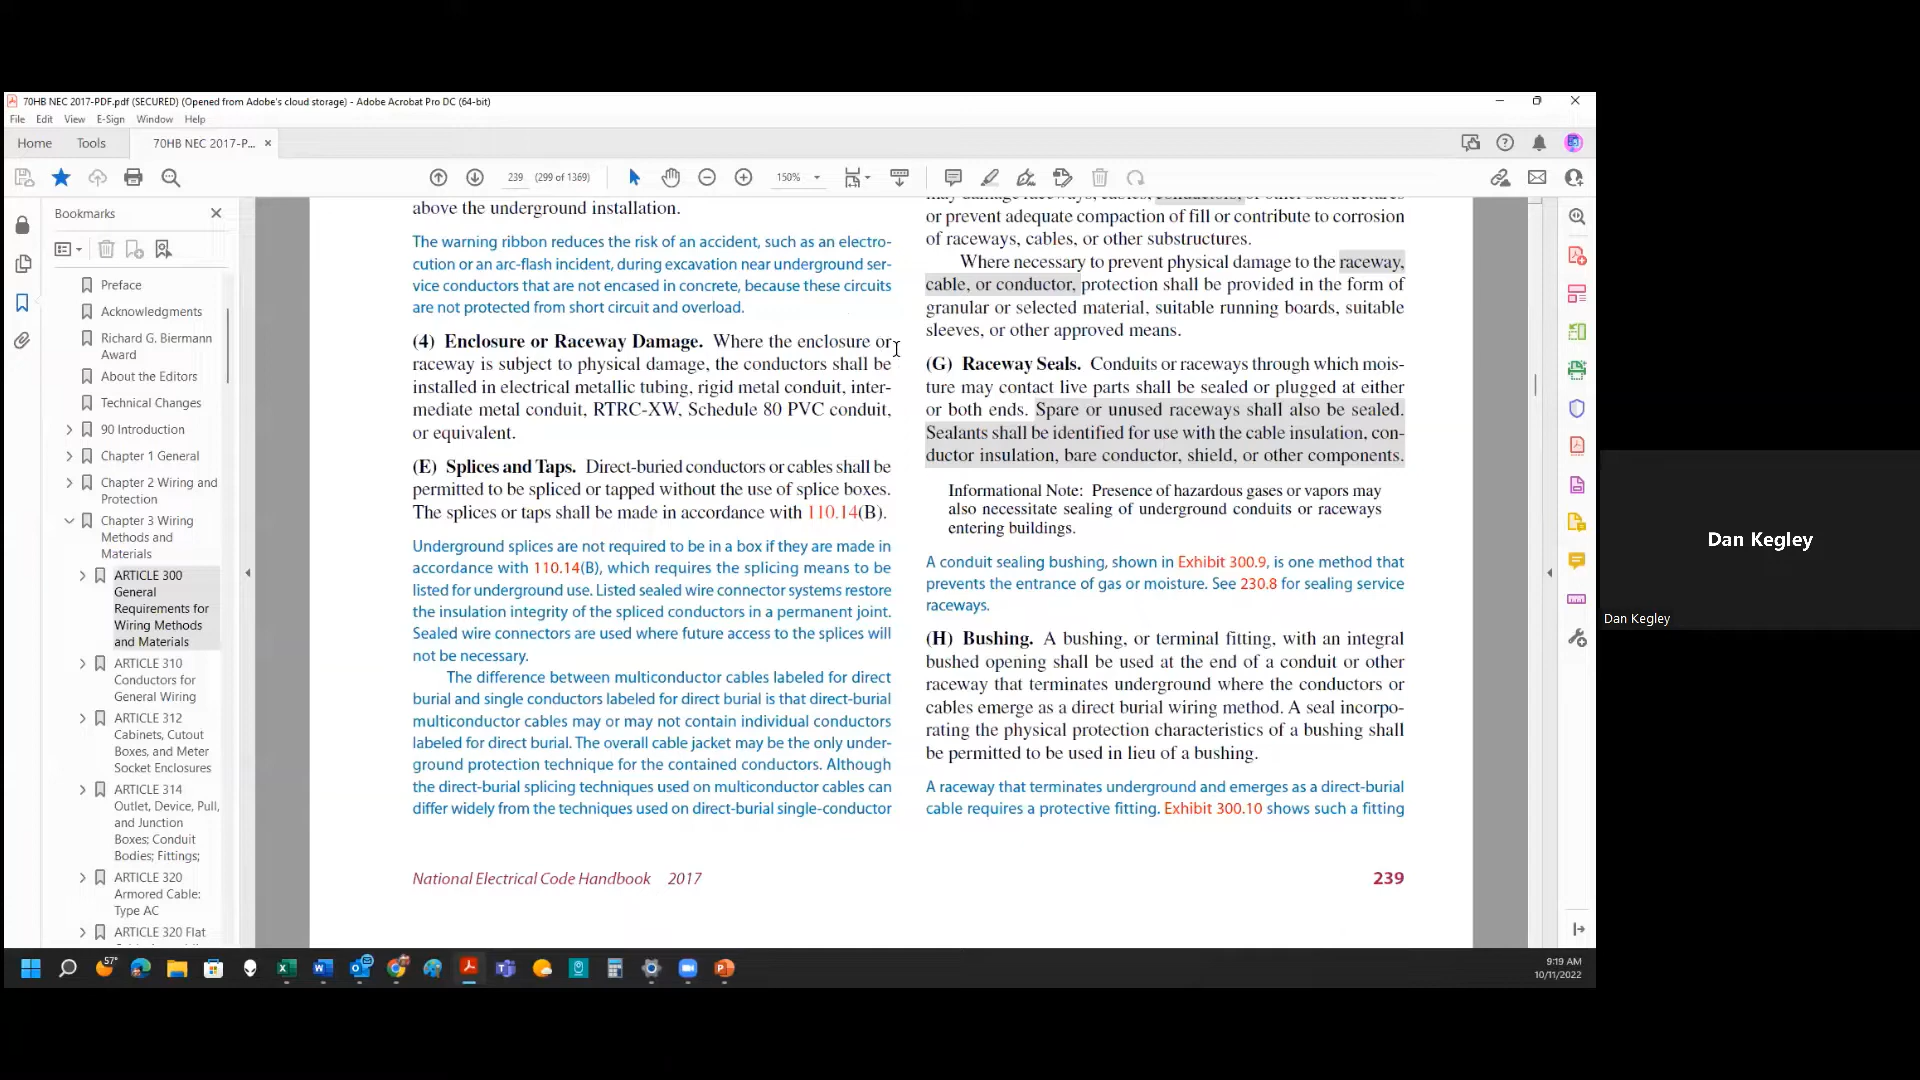 70HB NEC 2017-PDF.pdf (SECURED) (Opened from Adobe's cloud storage) - Adobe Acrobat Pro DC (64-bit)
File Edit View E-Sign Window Help
Home Tools 70HB NEC 2017-P... ×
239 (299 of 1369) 150%
Bookmarks
Preface
Acknowledgments
Richard G. Biermann
Award
About the Editors
Technical Changes
90 Introduction
Chapter 1 General
Chapter 2 Wiring and
Protection
Chapter 3 Wiring
Methods and
Materials
ARTICLE 300
General
Requirements for
Wiring Methods
and Materials
ARTICLE 310
Conductors for
General Wiring
ARTICLE 312
Cabinets, Cutout
Boxes, and Meter
Socket Enclosures
ARTICLE 314
Outlet, Device, Pull,
and Junction
Boxes; Conduit
Bodies; Fittings;
ARTICLE 320
Armored Cable:
Type AC
ARTICLE 320 Flat
above the underground installation.
The warning ribbon reduces the risk of an accident, such as an electro-
cution or an arc-flash incident, during excavation near underground ser-
vice conductors that are not encased in concrete, because these circuits
are not protected from short circuit and overload.
(4) Enclosure or Raceway Damage. Where the enclosure or
raceway is subject to physical damage, the conductors shall be
installed in electrical metallic tubing, rigid metal conduit, inter-
mediate metal conduit, RTRC-XW, Schedule 80 PVC conduit,
or equivalent.
(E) Splices and Taps. Direct-buried conductors or cables shall be
permitted to be spliced or tapped without the use of splice boxes.
The splices or taps shall be made in accordance with 110.14(B).
Underground splices are not required to be in a box if they are made in
accordance with 110.14(B), which requires the splicing means to be
listed for underground use. Listed sealed wire connector systems restore
the insulation integrity of the spliced conductors in a permanent joint.
Sealed wire connectors are used where future access to the splices will
not be necessary.
The difference between multiconductor cables labeled for direct
burial and single conductors labeled for direct burial is that direct-burial
multiconductor cables may or may not contain individual conductors
labeled for direct burial. The overall cable jacket may be the only under-
ground protection technique for the contained conductors. Although
the direct-burial splicing techniques used on multiconductor cables can
differ widely from the techniques used on direct-burial single-conductor
may damage raceways, cables, conductors, or other substructures
or prevent adequate compaction of fill or contribute to corrosion
of raceways, cables, or other substructures.
Where necessary to prevent physical damage to the raceway,
cable, or conductor, protection shall be provided in the form of
granular or selected material, suitable running boards, suitable
sleeves, or other approved means.
(G) Raceway Seals. Conduits or raceways through which mois-
ture may contact live parts shall be sealed or plugged at either
or both ends. Spare or unused raceways shall also be sealed.
Sealants shall be identified for use with the cable insulation, con-
ductor insulation, bare conductor, shield, or other components.
Informational Note: Presence of hazardous gases or vapors may
also necessitate sealing of underground conduits or raceways
entering buildings.
A conduit sealing bushing, shown in Exhibit 300.9, is one method that
prevents the entrance of gas or moisture. See 230.8 for sealing service
raceways.
(H) Bushing. A bushing, or terminal fitting, with an integral
bushed opening shall be used at the end of a conduit or other
raceway that terminates underground where the conductors or
cables emerge as a direct burial wiring method. A seal incorpo-
rating the physical protection characteristics of a bushing shall
be permitted to be used in lieu of a bushing.
A raceway that terminates underground and emerges as a direct-burial
cable requires a protective fitting. Exhibit 300.10 shows such a fitting
National Electrical Code Handbook 2017
239
Dan Kegley
Dan Kegley
57°
9:19 AM
10/11/2022